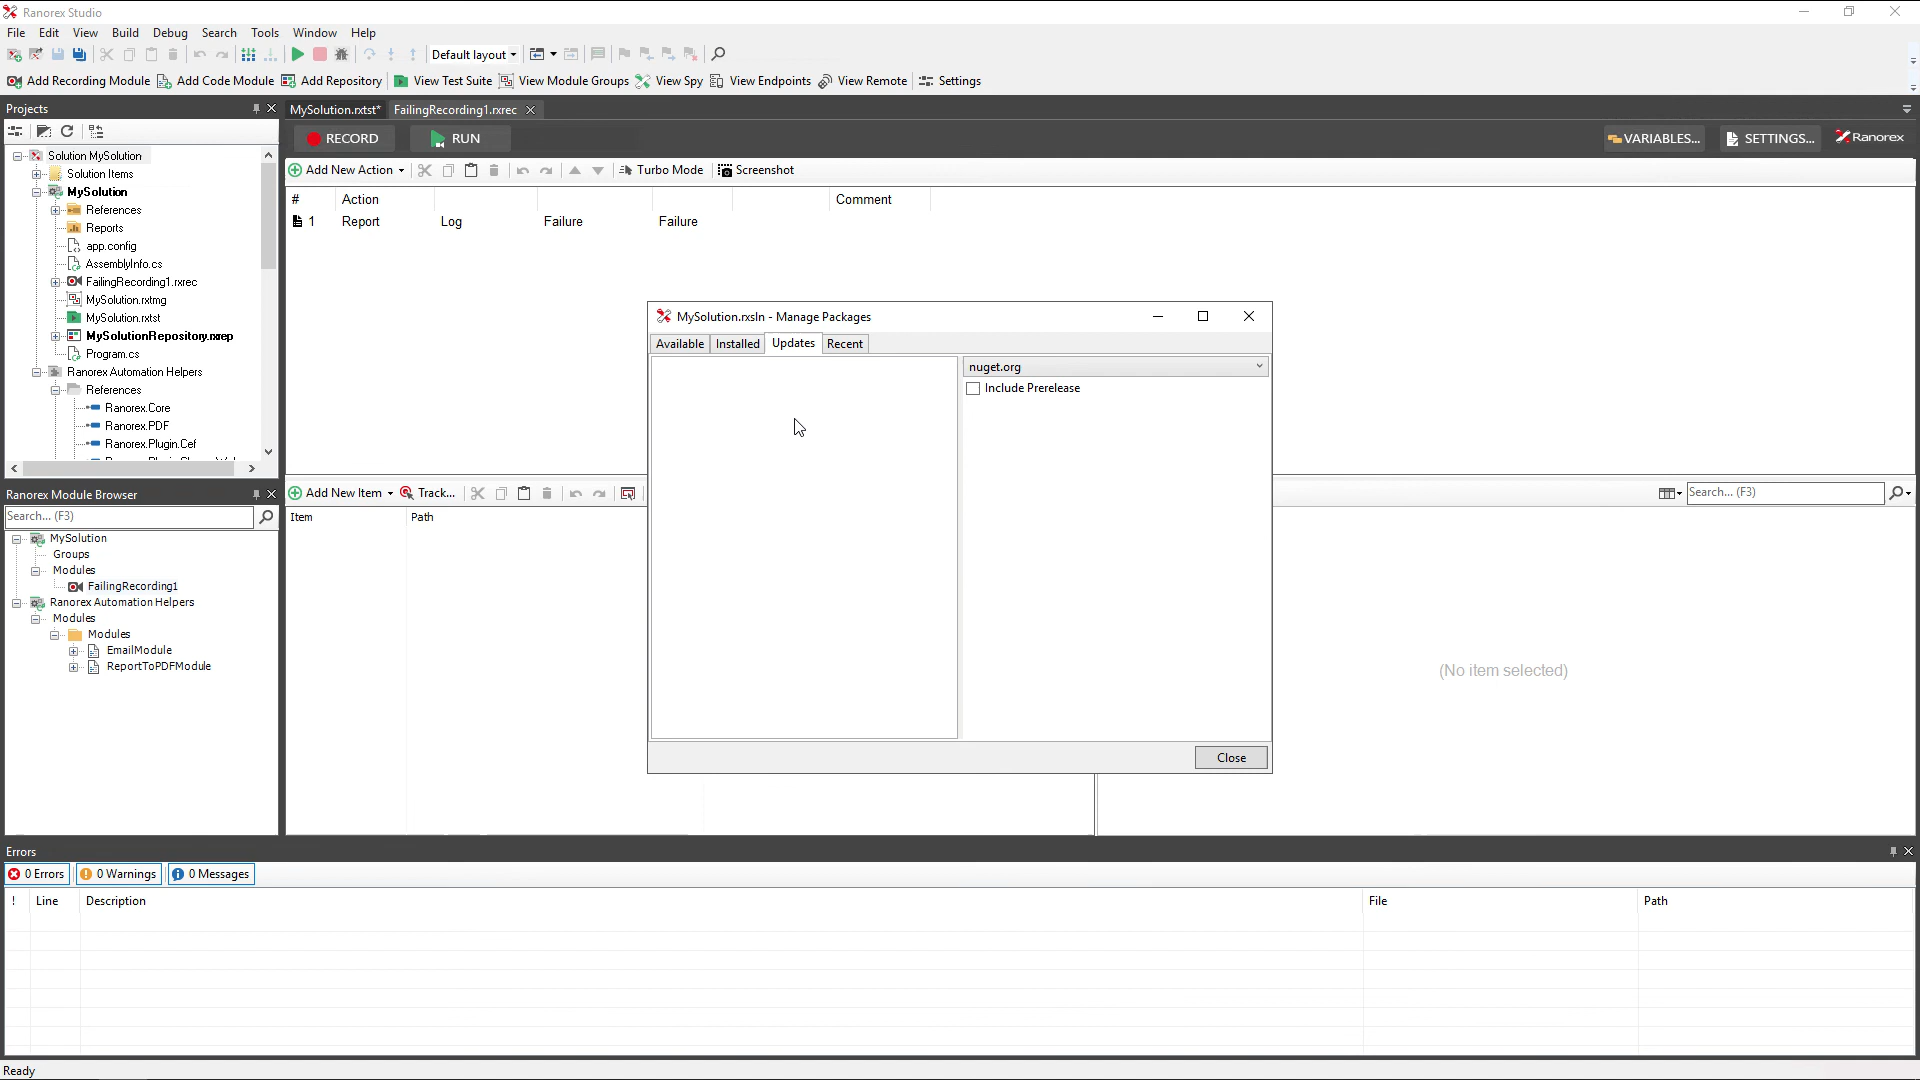 Ranorex Studio
File Edit View Build Debug Search Tools Window Help
Default layout
Add Recording Module Add Code Module Add Repository View Test Suite View Module Groups View Spy View Endpoints View Remote Settings
Projects
MySolution.rxtst* FailingRecording1.rxrec
RECORD RUN VARIABLES... SETTINGS... Ranorex
Add New Action Turbo Mode Screenshot
# Action Comment
1 Report Log Failure Failure
Solution MySolution
Solution Items
MySolution
References
Reports
app.config
AssemblyInfo.cs
FailingRecording1.rxrec
MySolution.rxtmg
MySolution.rxtst
MySolutionRepository.rxrep
Program.cs
Ranorex Automation Helpers
References
Ranorex.Core
Ranorex.PDF
Ranorex.Plugin.Cef
MySolution.rxsln - Manage Packages
Available Installed Updates Recent
nuget.org
Include Prerelease
Close
Ranorex Module Browser
Search... (F3)
MySolution
Groups
Modules
FailingRecording1
Ranorex Automation Helpers
Modules
Modules
EmailModule
ReportToPDFModule
Add New Item Track... Search... (F3)
Item Path
(No item selected)
Errors
0 Errors 0 Warnings 0 Messages
! Line Description File Path
Ready